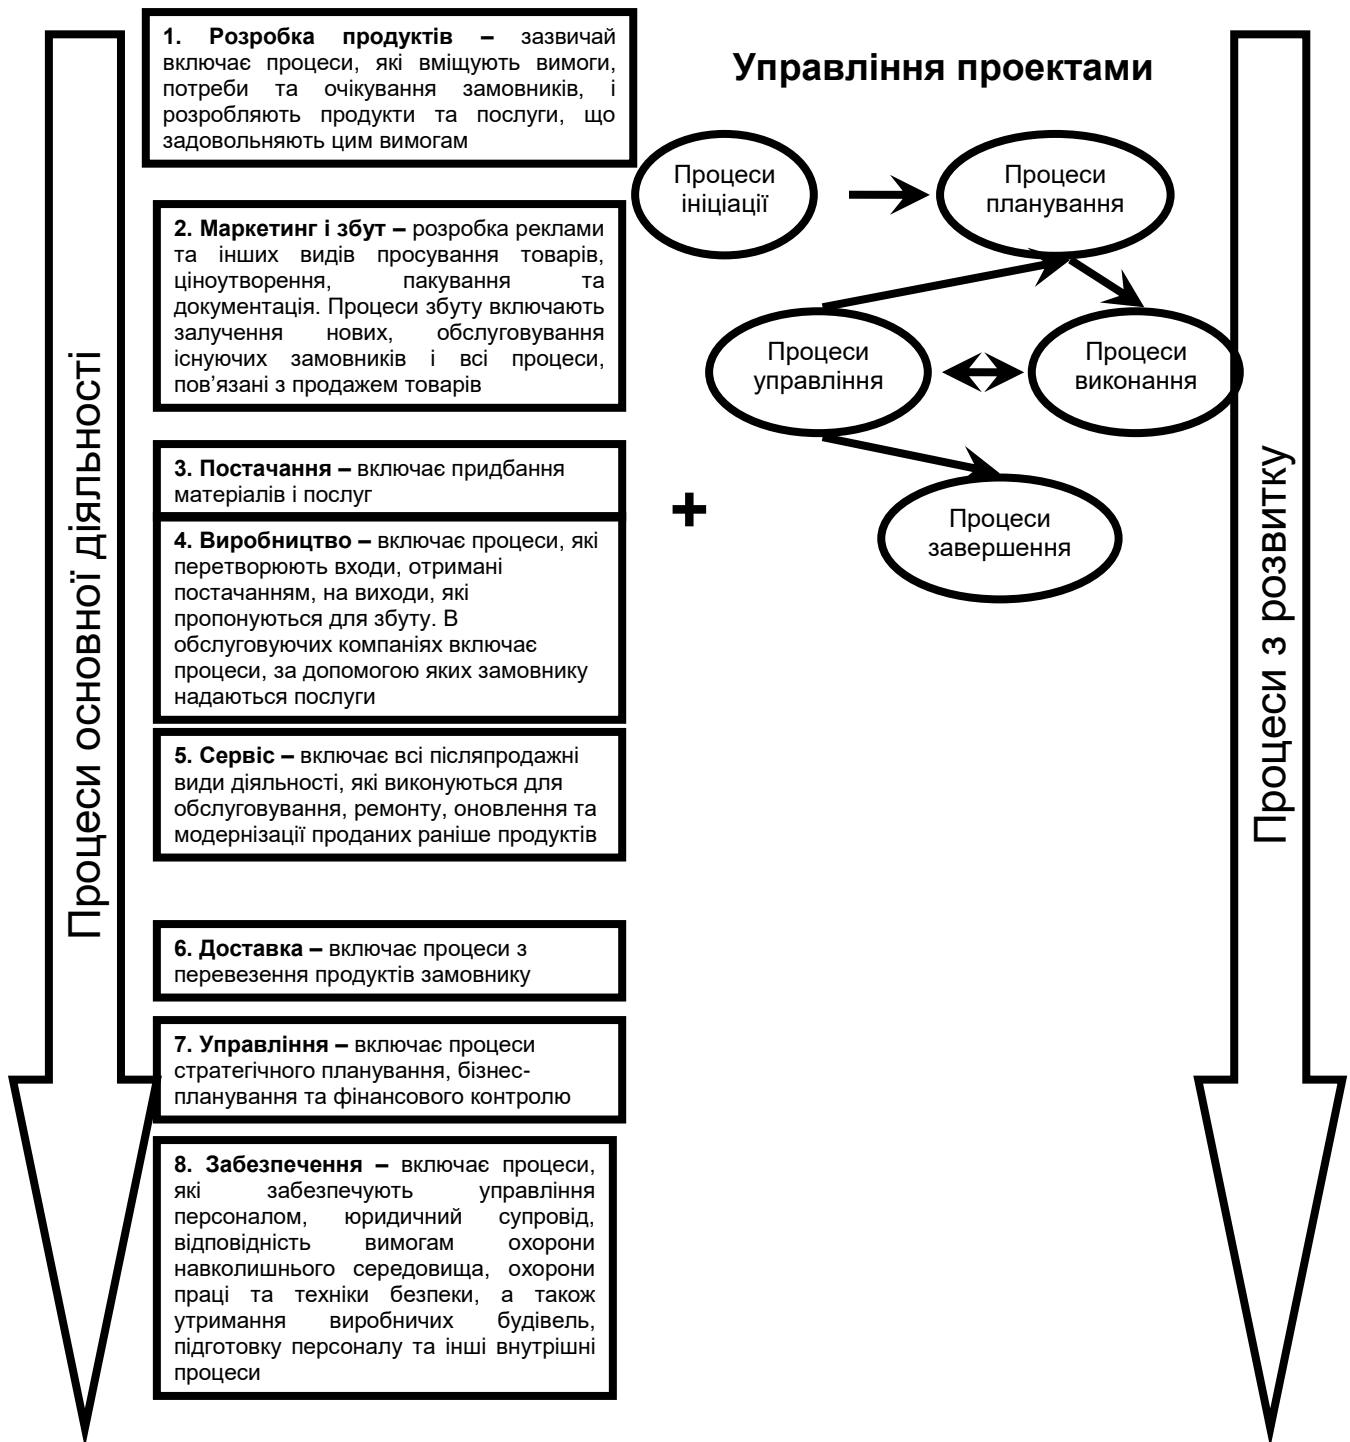 Процеси основної діяльності
1. Розробка продуктів – зазвичай
включає процеси, які вміщують вимоги,
потреби та очікування замовників, і
розробляють продукти та послуги, що
задовольняють цим вимогам
2. Маркетинг і збут – розробка реклами
та інших видів просування товарів,
ціноутворення, пакування та
документація. Процеси збуту включають
залучення нових, обслуговування
існуючих замовників і всі процеси,
пов’язані з продажем товарів
3. Постачання – включає придбання
матеріалів і послуг
4. Виробництво – включає процеси, які
перетворюють входи, отримані
постачанням, на виходи, які
пропонуються для збуту. В
обслуговуючих компаніях включає
процеси, за допомогою яких замовнику
надаються послуги
5. Сервіс – включає всі післяпродажні
види діяльності, які виконуються для
обслуговування, ремонту, оновлення та
модернізації проданих раніше продуктів
6. Доставка – включає процеси з
перевезення продуктів замовнику
7. Управління – включає процеси
стратегічного планування, бізнес-
планування та фінансового контролю
8. Забезпечення – включає процеси,
які забезпечують управління
персоналом, юридичний супровід,
відповідність вимогам охорони
навколишнього середовища, охорони
праці та техніки безпеки, а також
утримання виробничих будівель,
підготовку персоналу та інші внутрішні
процеси
+
Управління проектами
Процеси
ініціації
Процеси
планування
Процеси
управління
Процеси
виконання
Процеси
завершення
Процеси з розвитку